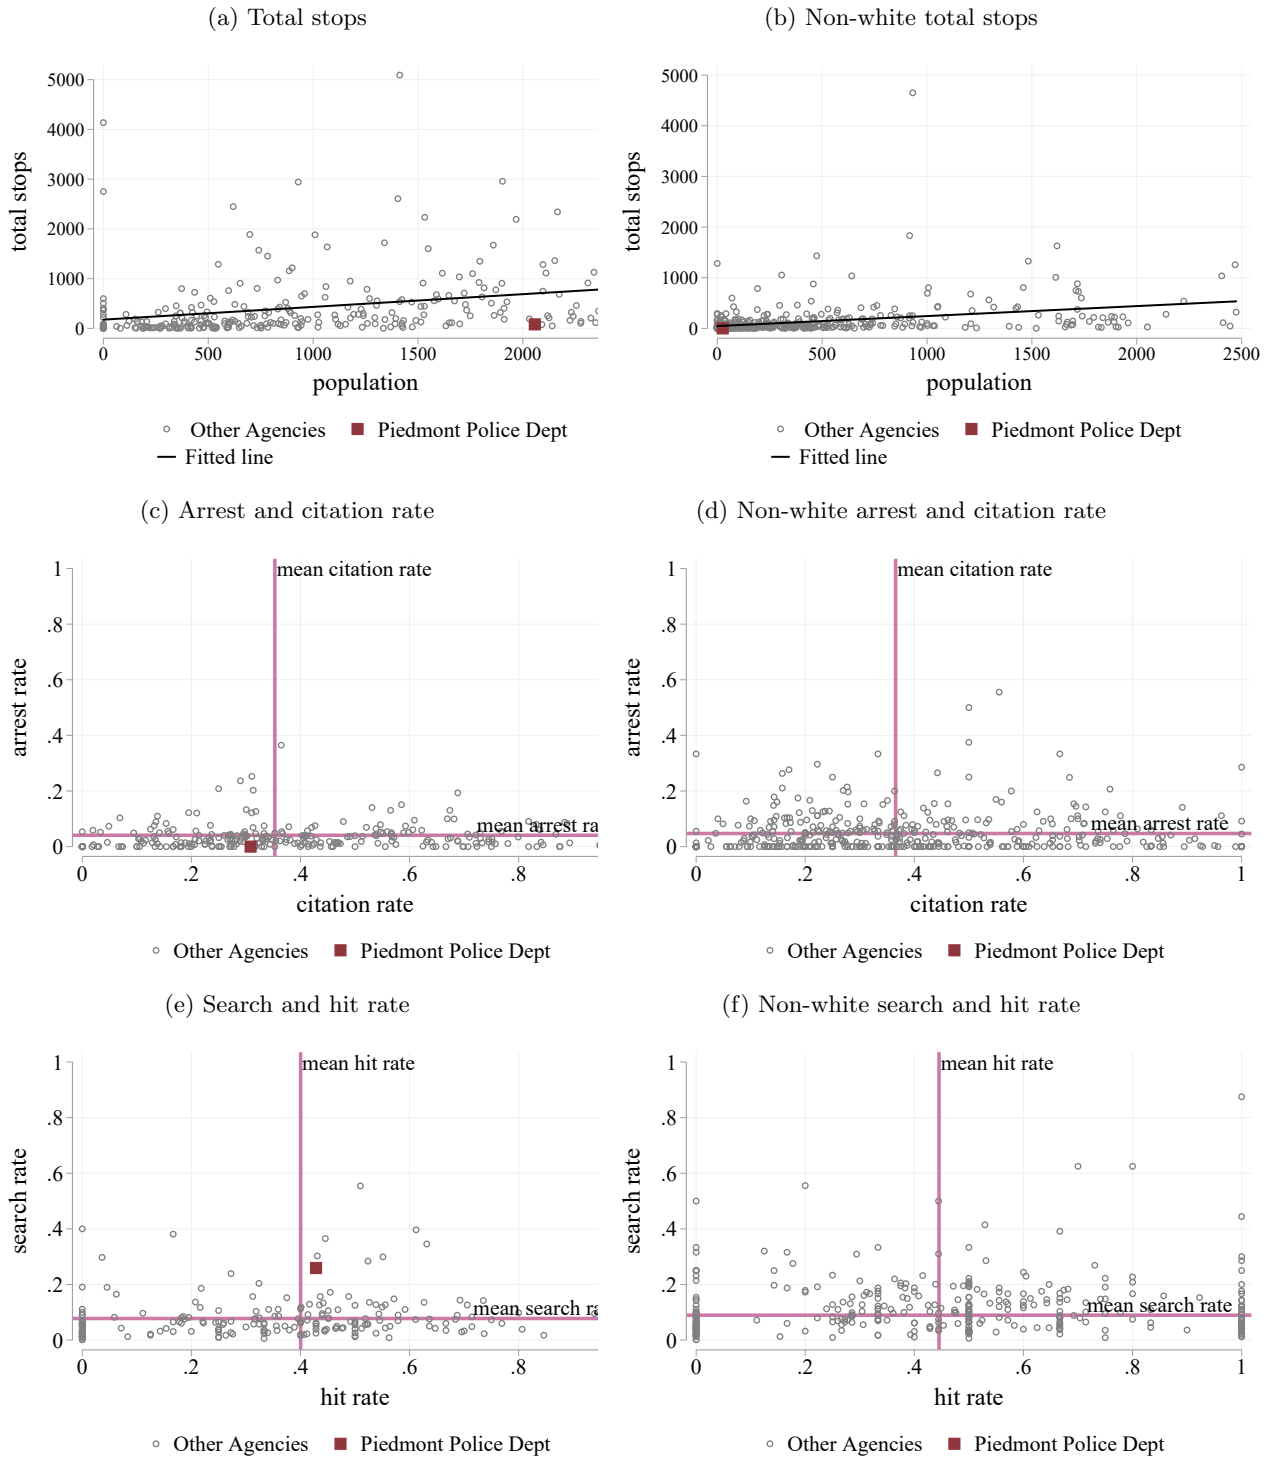 (a) Total stops
(b) Non-white total stops
total stops
5000
4000
3000
2000
1000
0
0 500 1000 1500 2000
population
Other Agencies Piedmont Police Dept
Fitted line
total stops
5000
4000
3000
2000
1000
0
0 500 1000 1500 2000 2500
population
Other Agencies Piedmont Police Dept
Fitted line
(c) Arrest and citation rate
(d) Non-white arrest and citation rate
arrest rate
1
.8
.6
.4
.2
0
mean citation rate
mean arrest ra
0 .2 .4 .6 .8
citation rate
Other Agencies Piedmont Police Dept
arrest rate
1
.8
.6
.4
.2
0
mean citation rate
mean arrest rate
0 .2 .4 .6 .8 1
citation rate
Other Agencies Piedmont Police Dept
(e) Search and hit rate
(f) Non-white search and hit rate
search rate
1
.8
.6
.4
.2
0
mean hit rate
mean search ra
0 .2 .4 .6 .8
hit rate
Other Agencies Piedmont Police Dept
search rate
1
.8
.6
.4
.2
0
mean hit rate
mean search rate
0 .2 .4 .6 .8 1
hit rate
Other Agencies Piedmont Police Dept